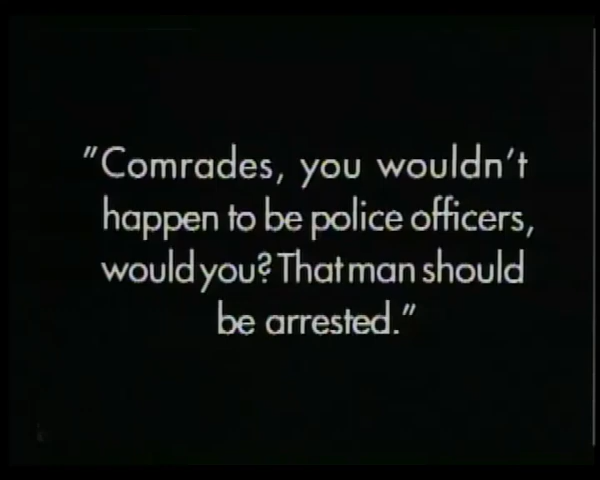 "Comrades, you wouldn't
happen to be police officers,
would you? That man should
be arrested."